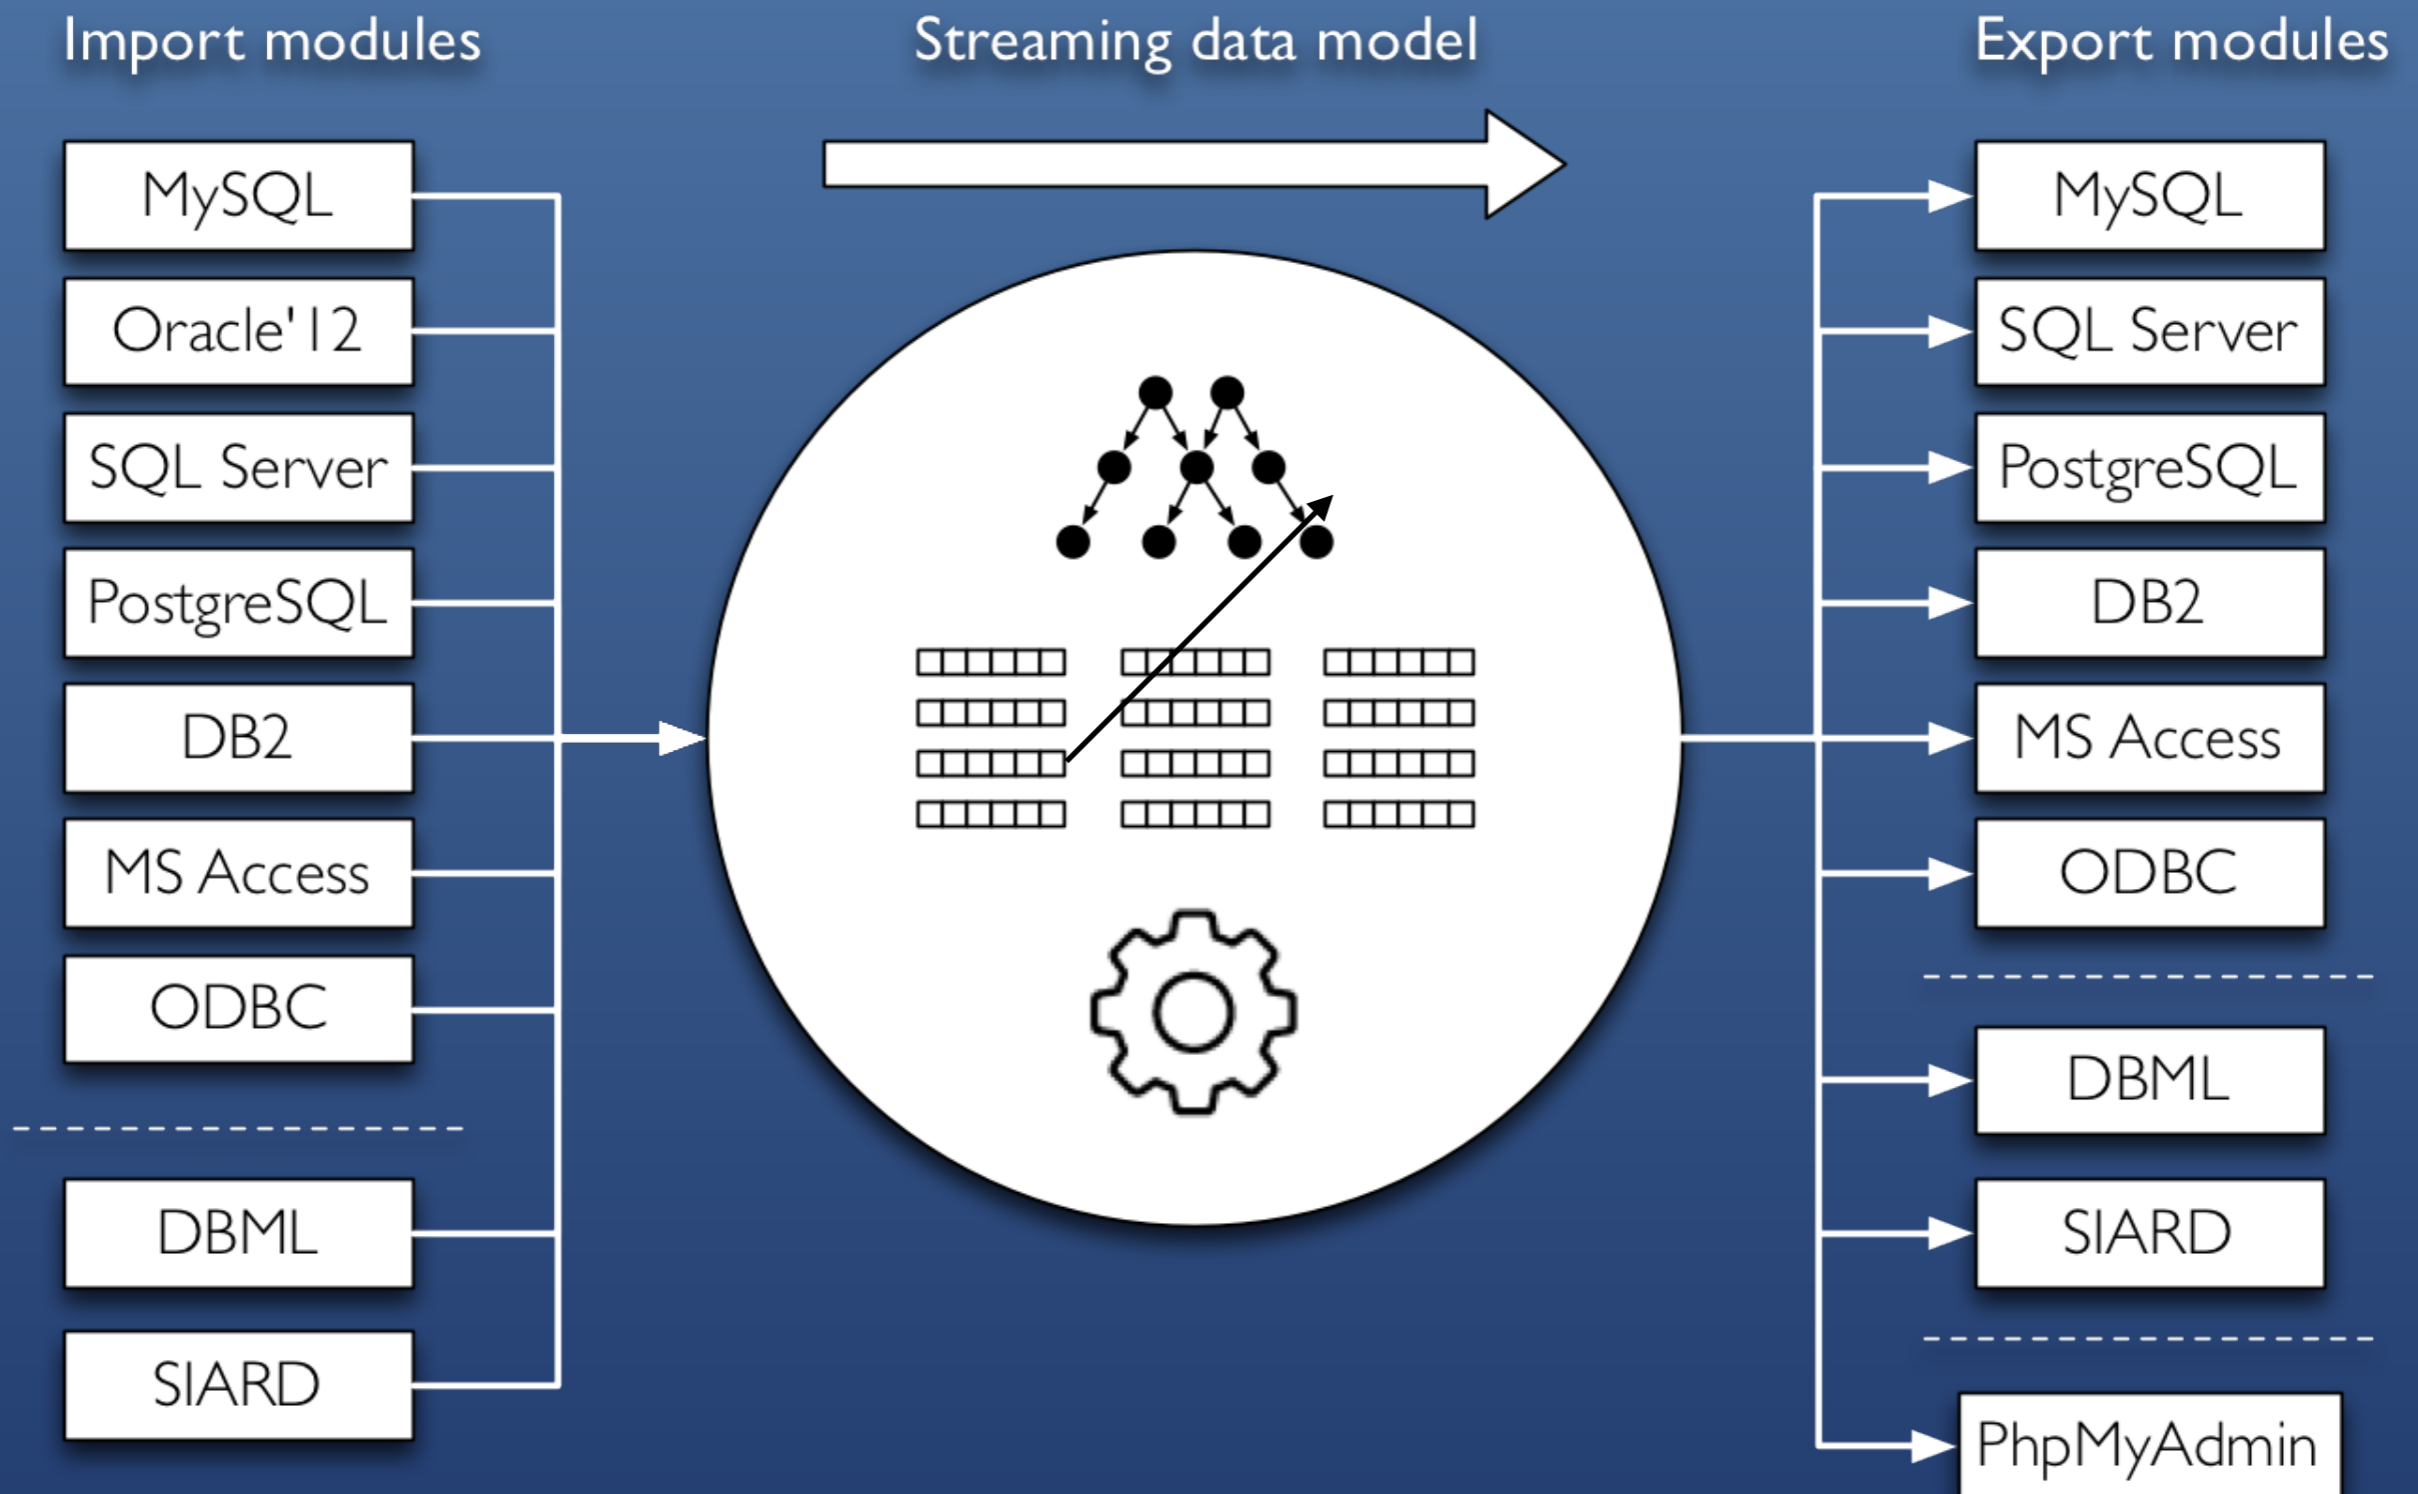 Import modules
Streaming data model
Export modules
MySQL
Oracle'12
SQL Server
PostgreSQL
DB2
MS Access
ODBC
DBML
SIARD
MySQL
SQL Server
PostgreSQL
DB2
MS Access
ODBC
DBML
SIARD
PhpMyAdmin